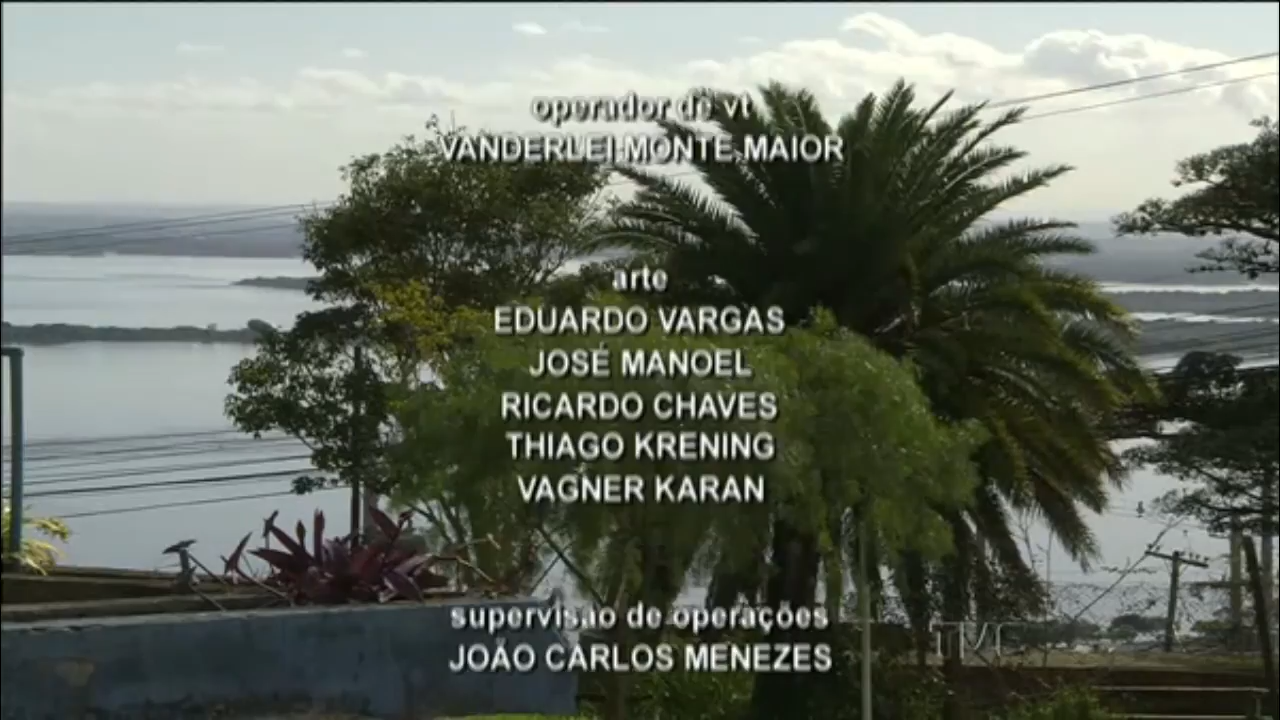 operador de vt
VANDERLEI MONTE MAIOR
arte
EDUARDO VARGAS
JOSÉ MANOEL
RICARDO CHAVES
THIAGO KRENING
VAGNER KARAN
supervisão de operações
JOÃO CARLOS MENEZES